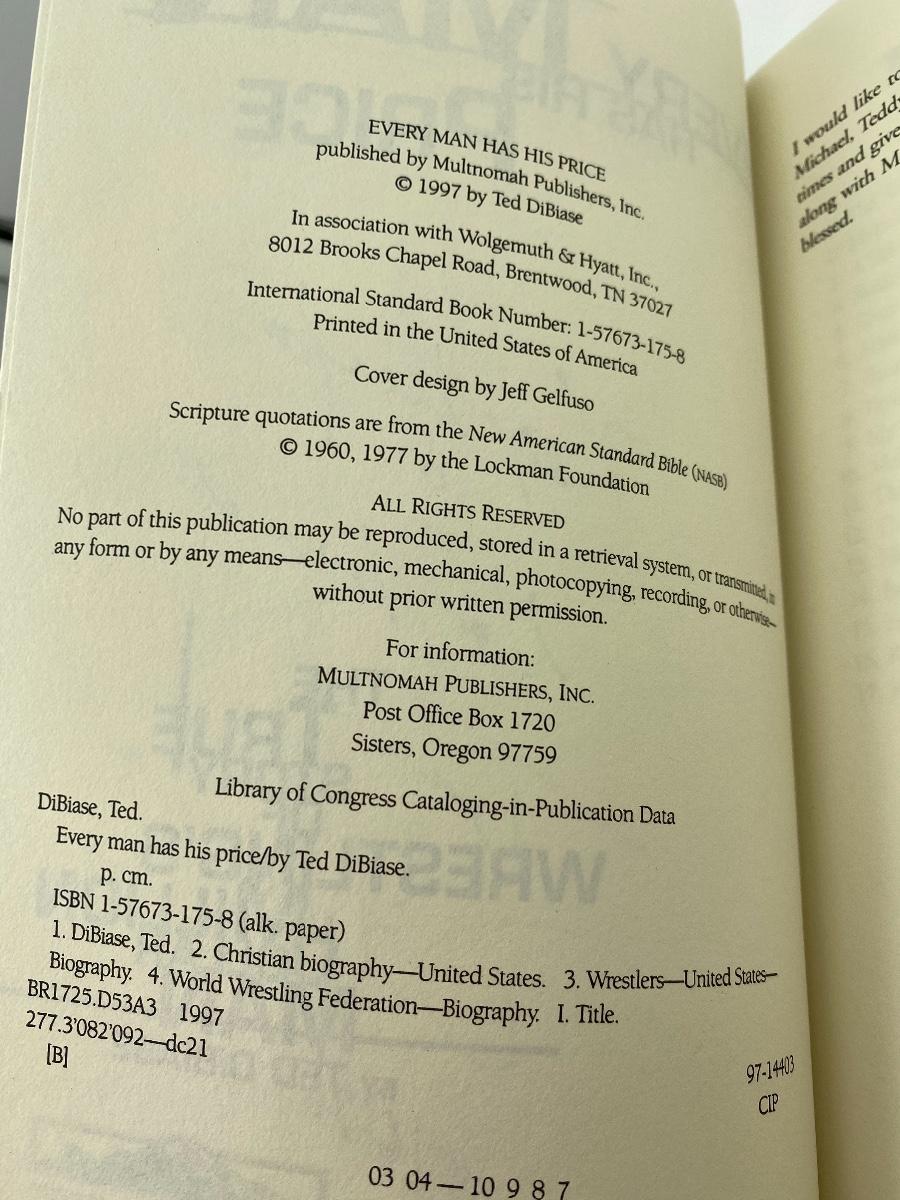 EVERY MAN HAS HIS PRICE
published by Multnomah Publishers, Inc.
© 1997 by Ted DiBiase
In association with Wolgemuth & Hyatt, Inc.,
8012 Brooks Chapel Road, Brentwood, TN 37027
International Standard Book Number: 1-57673-175-8
Printed in the United States of America
Cover design by Jeff Gelfuso
Scripture quotations are from the New American Standard Bible (NASB)
© 1960, 1977 by the Lockman Foundation
ALL RIGHTS RESERVED
No part of this publication may be reproduced, stored in a retrieval system, or transmitted, in
any form or by any means—electronic, mechanical, photocopying, recording, or otherwise—
without prior written permission.
For information:
MULTNOMAH PUBLISHERS, INC.
Post Office Box 1720
Sisters, Oregon 97759
Library of Congress Cataloging-in-Publication Data
DiBiase, Ted.
Every man has his price/by Ted DiBiase.
p. cm.
ISBN 1-57673-175-8 (alk. paper)
1. DiBiase, Ted. 2. Christian biography—United States. 3. Wrestlers—United States—
Biography. 4. World Wrestling Federation—Biography. I. Title.
BR1725.D53A3 1997
277.3'082'092—dc21
[B]
97-14403
CIP
03 04—10 9 8 7
I would like to
Michael, Teddy
times and give
along with M
blessed.